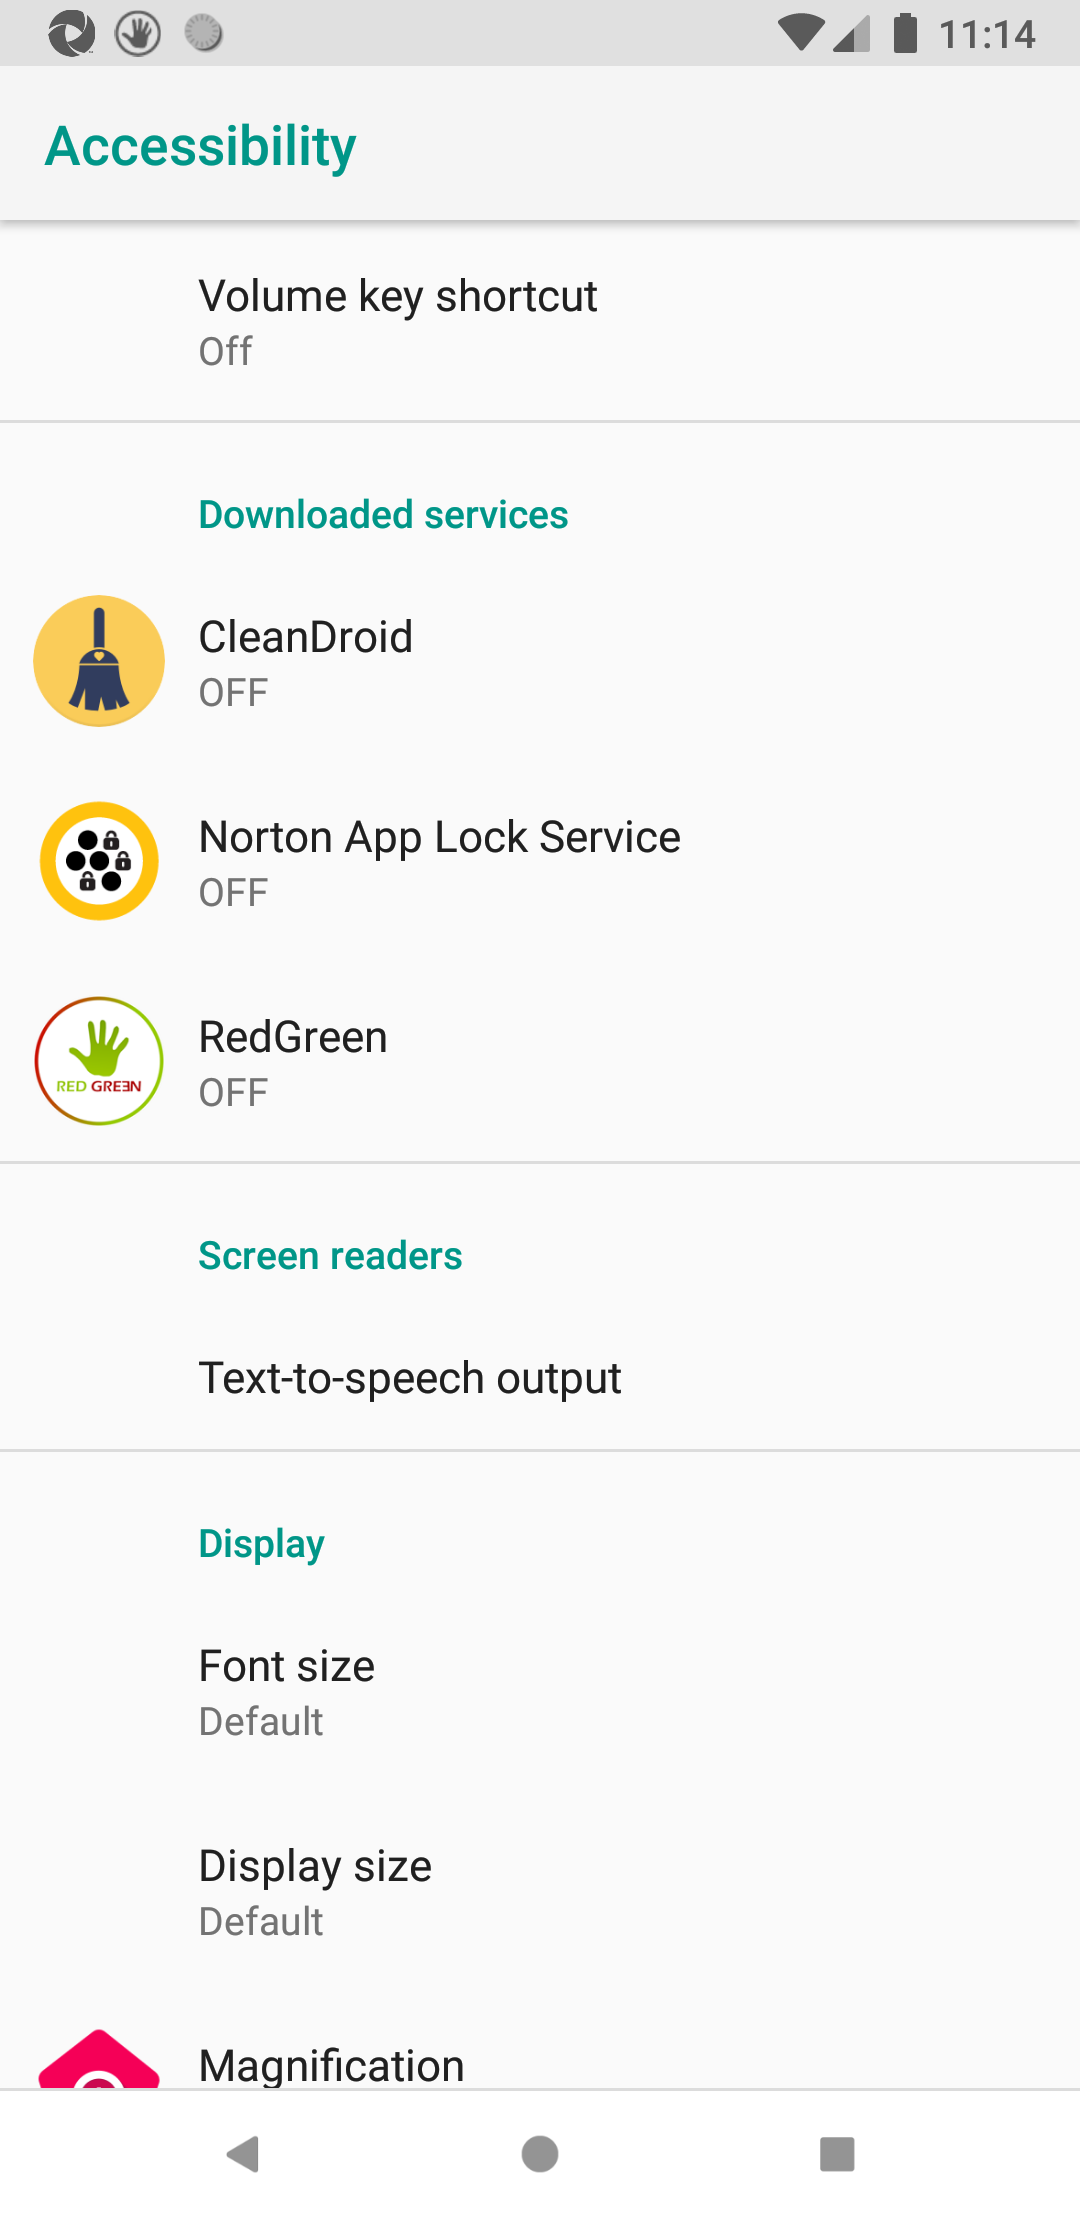 11:14
Accessibility
Volume key shortcut
Off
Downloaded services
CleanDroid
OFF
Norton App Lock Service
OFF
RED GREEN
RedGreen
OFF
Screen readers
Text-to-speech output
Display
Font size
Default
Display size
Default
Magnification